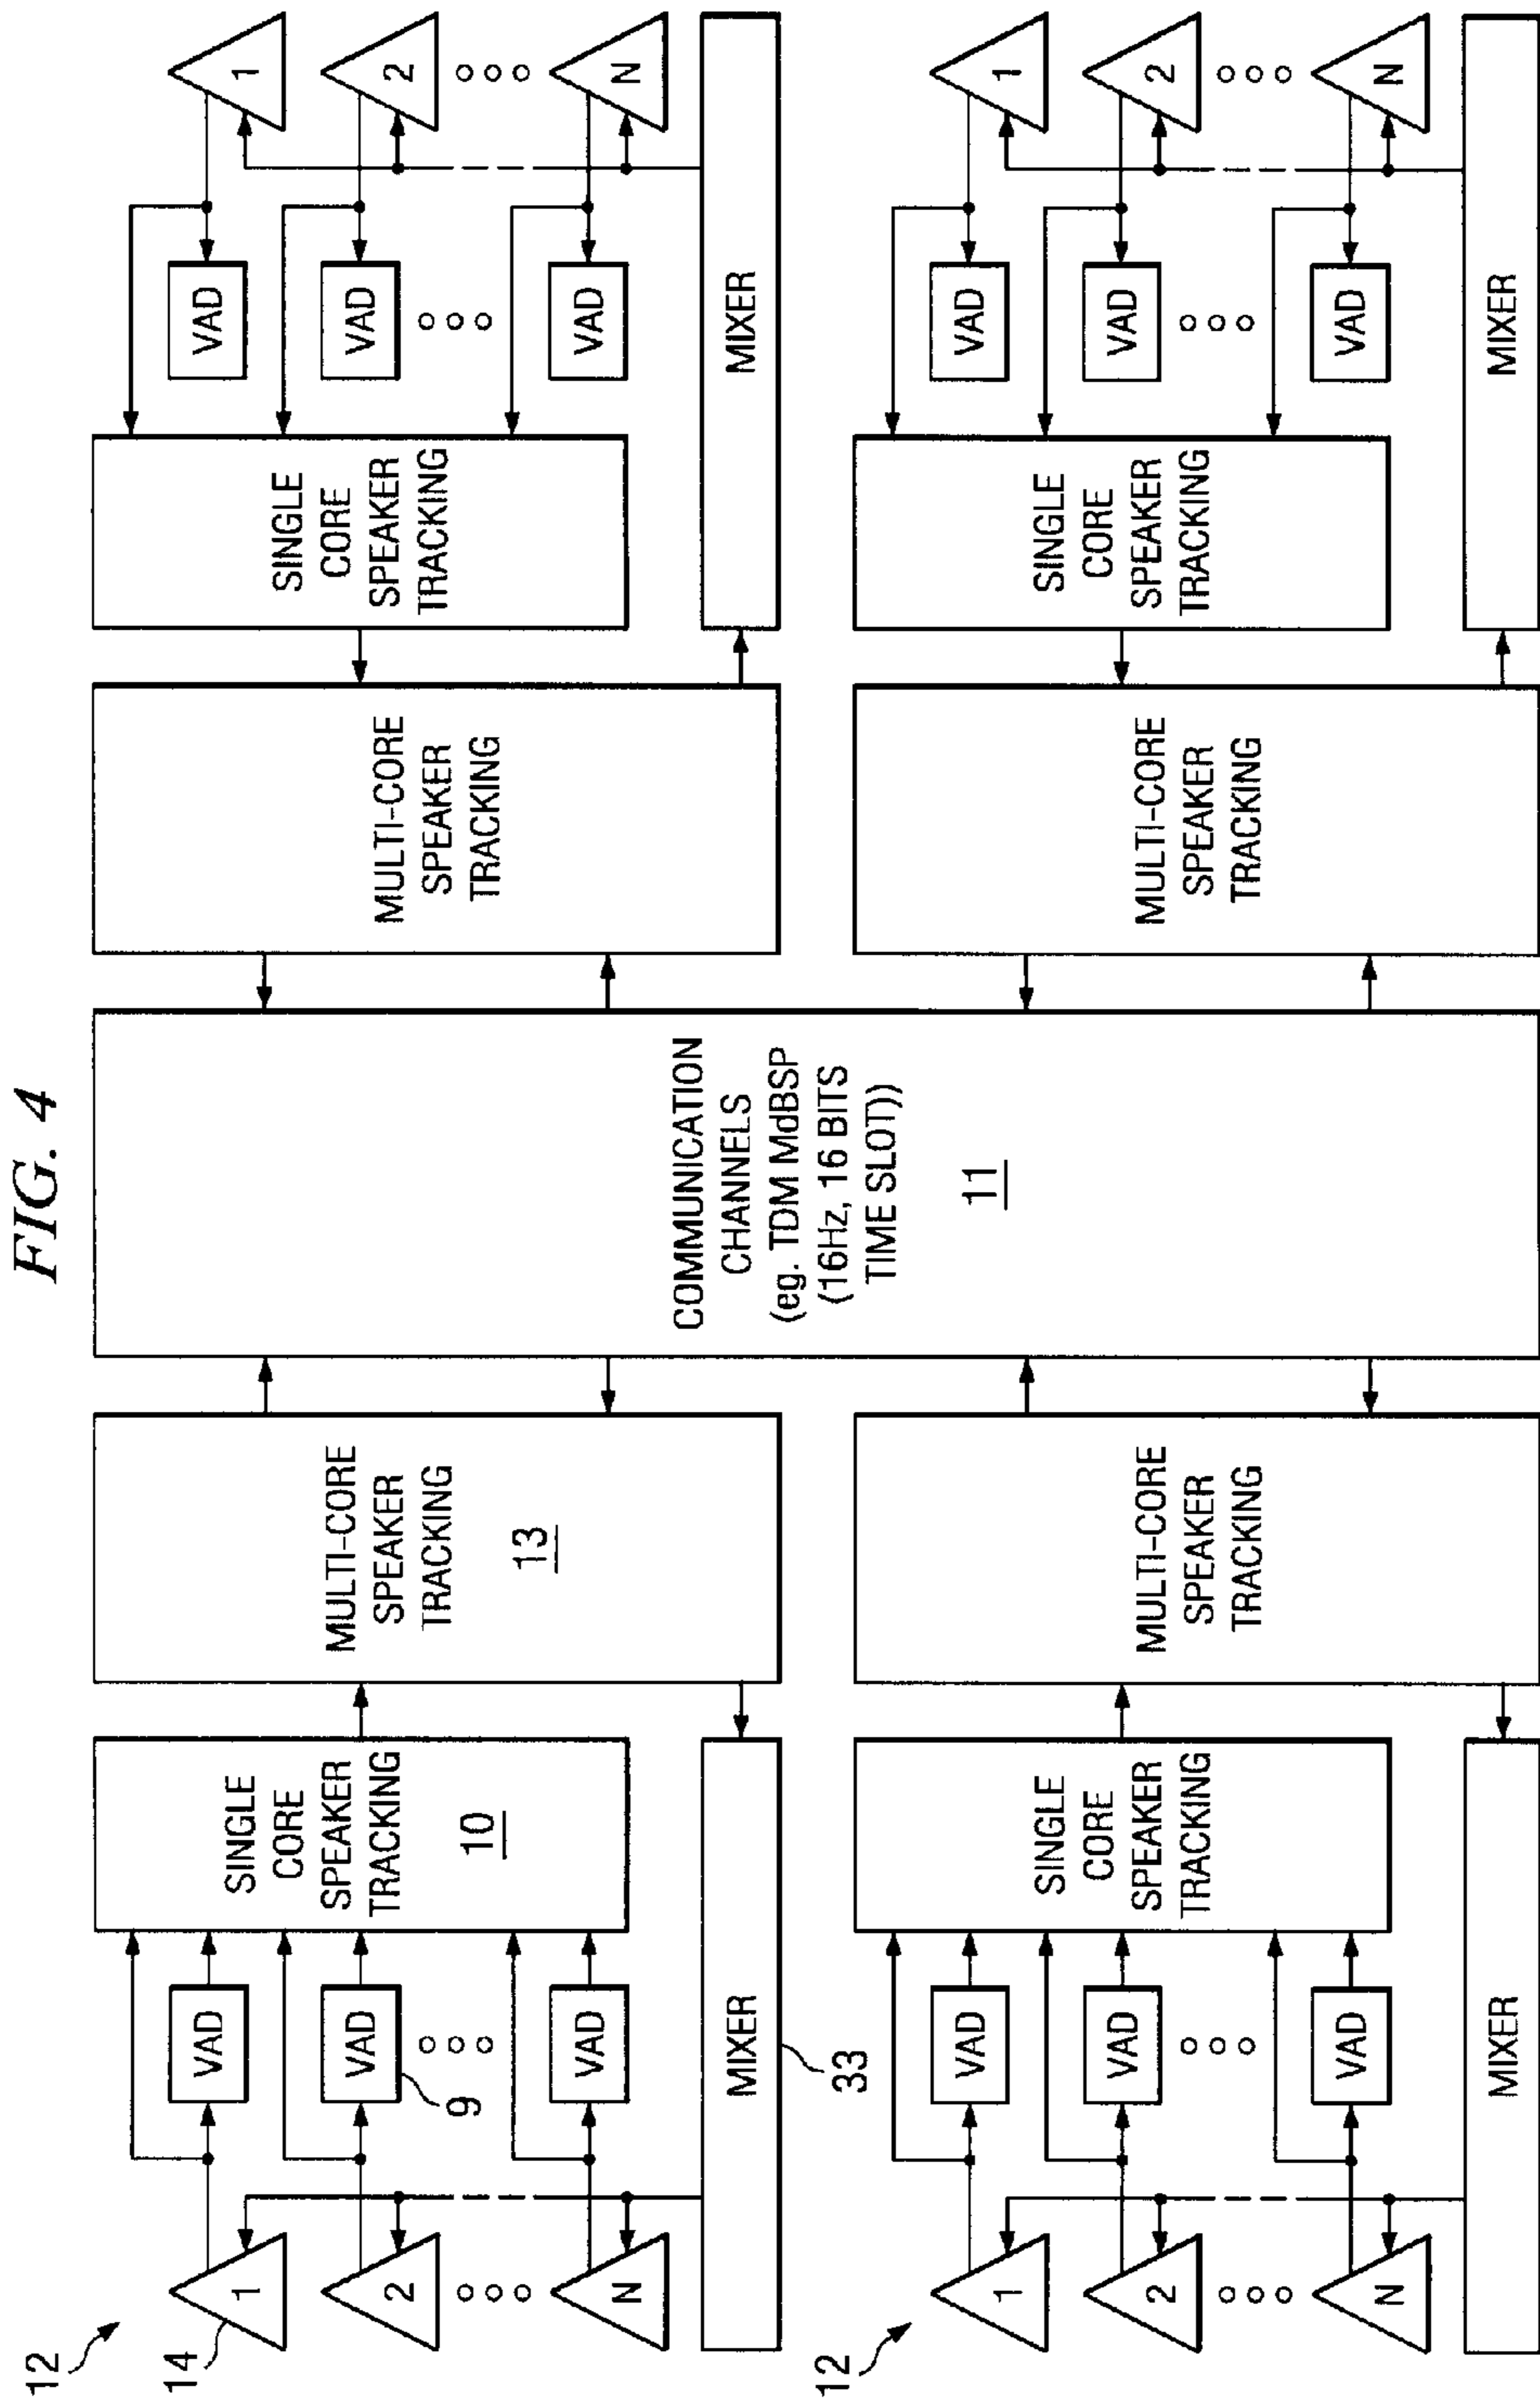 FIG. 4
12
14
1
2
N
VAD
VAD
VAD
9
SINGLE
CORE
SPEAKER
TRACKING
10
MIXER
33
MULTI-CORE
SPEAKER
TRACKING
13
COMMUNICATION
CHANNELS
(eg. TDM MdBSP
(16Hz, 16 BITS
TIME SLOT))
11
MULTI-CORE
SPEAKER
TRACKING
SINGLE
CORE
SPEAKER
TRACKING
VAD
VAD
VAD
1
2
N
MIXER
12
1
2
N
VAD
VAD
VAD
SINGLE
CORE
SPEAKER
TRACKING
MIXER
MULTI-CORE
SPEAKER
TRACKING
MULTI-CORE
SPEAKER
TRACKING
SINGLE
CORE
SPEAKER
TRACKING
VAD
VAD
VAD
1
2
N
MIXER